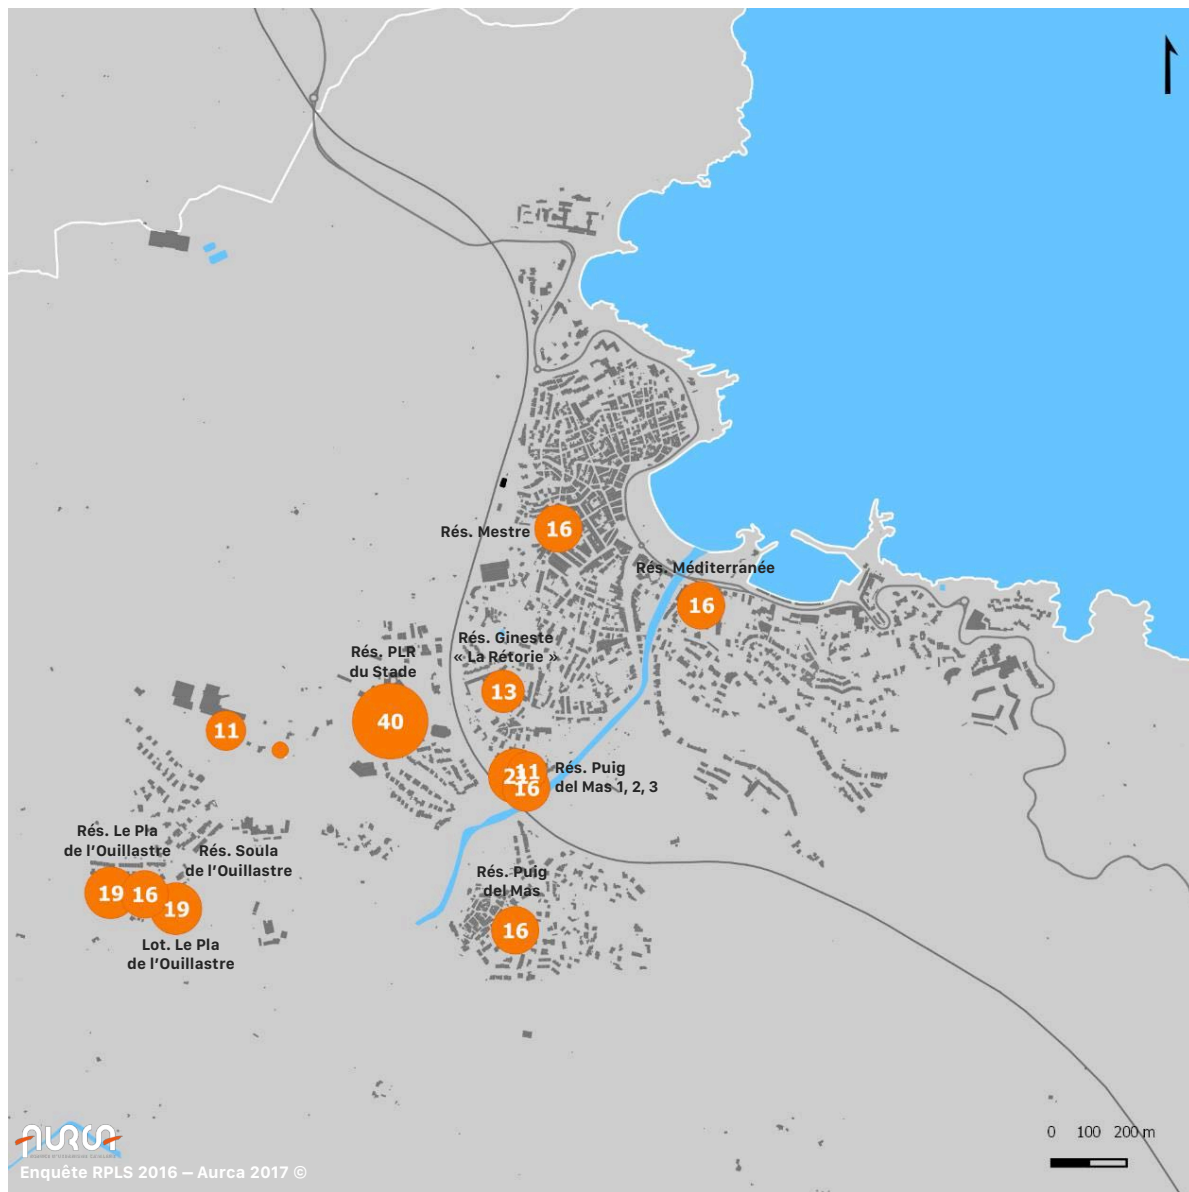 Rés. Mestre
16
Rés. Méditerranée
16
Rés. Gineste
« La Rétorie »
13
Rés. PLR
du Stade
40
11
11
16
Rés. Puig
del Mas 1, 2, 3
Rés. Le Pla
de l'Ouillastre
Rés. Soula
de l'Ouillastre
19
16
19
Lot. Le Pla
de l'Ouillastre
Rés. Puig
del Mas
16
0 100 200 m
aurca
Enquête RPLS 2016 – Aurca 2017 ©